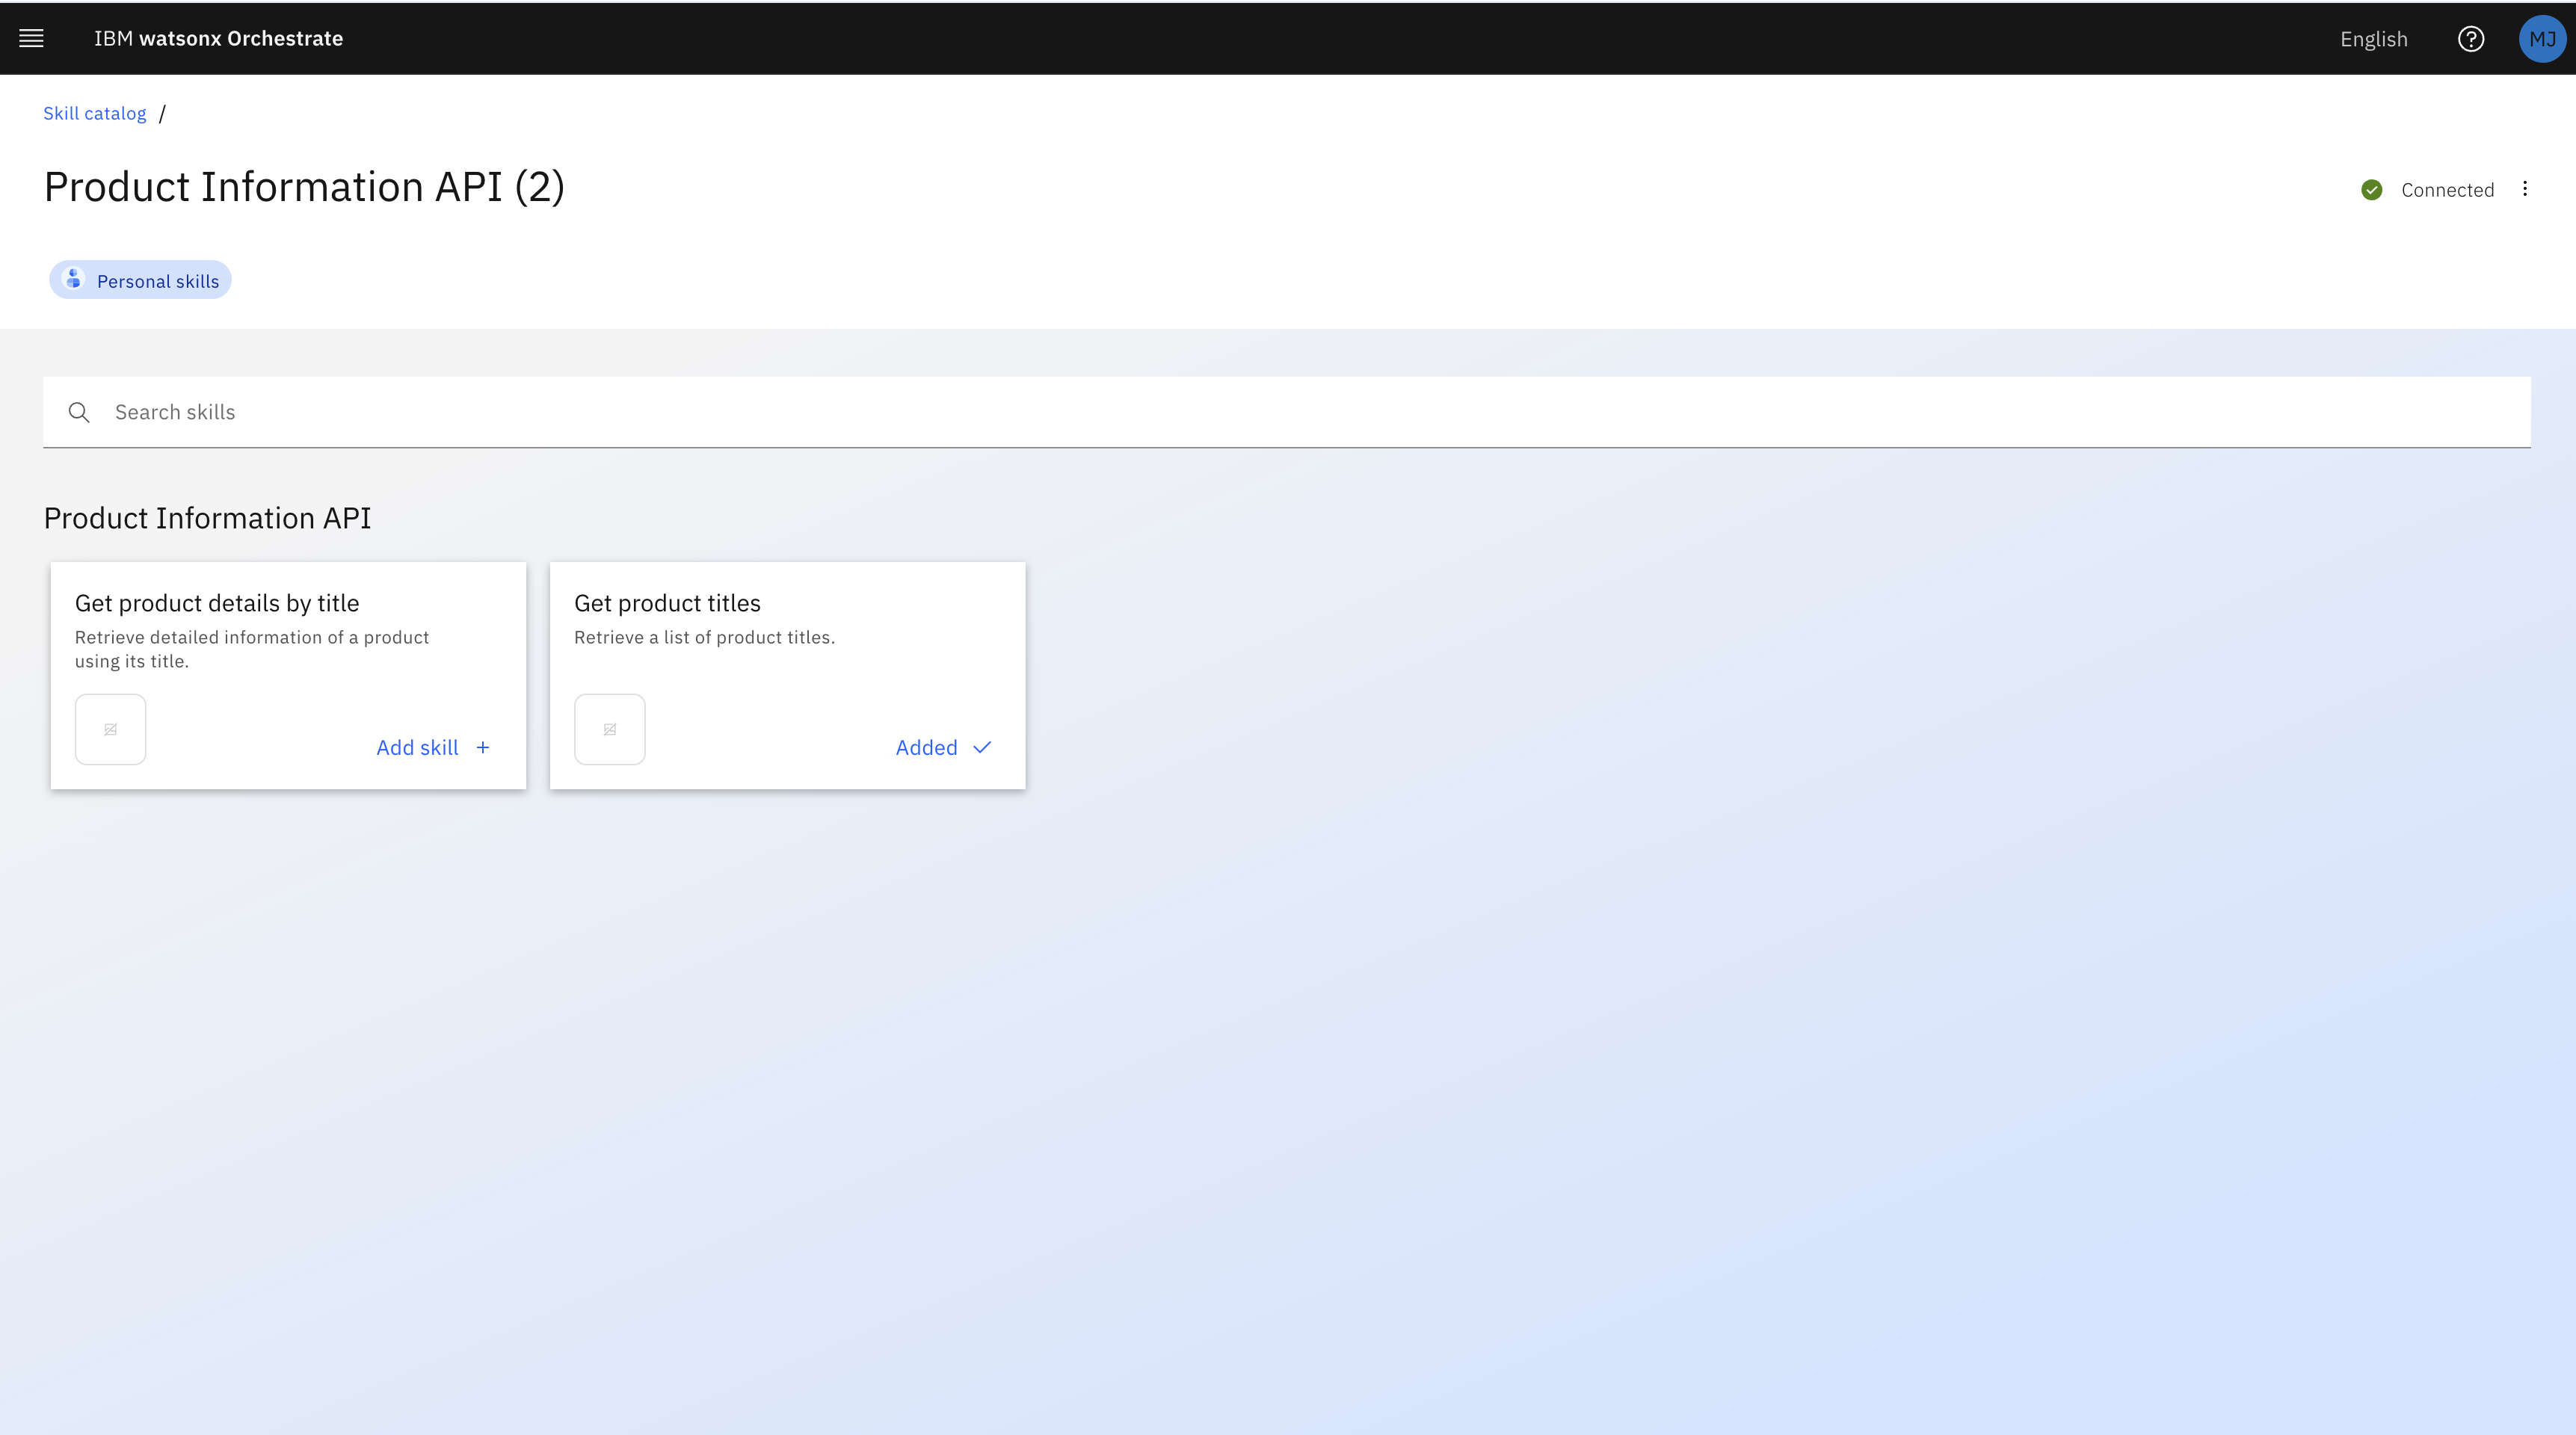 IBM watsonx Orchestrate
English
MJ
Skill catalog /
Product Information API (2)
Connected
Personal skills
Search skills
Product Information API
Get product details by title
Retrieve detailed information of a product
using its title.
Add skill +
Get product titles
Retrieve a list of product titles.
Added